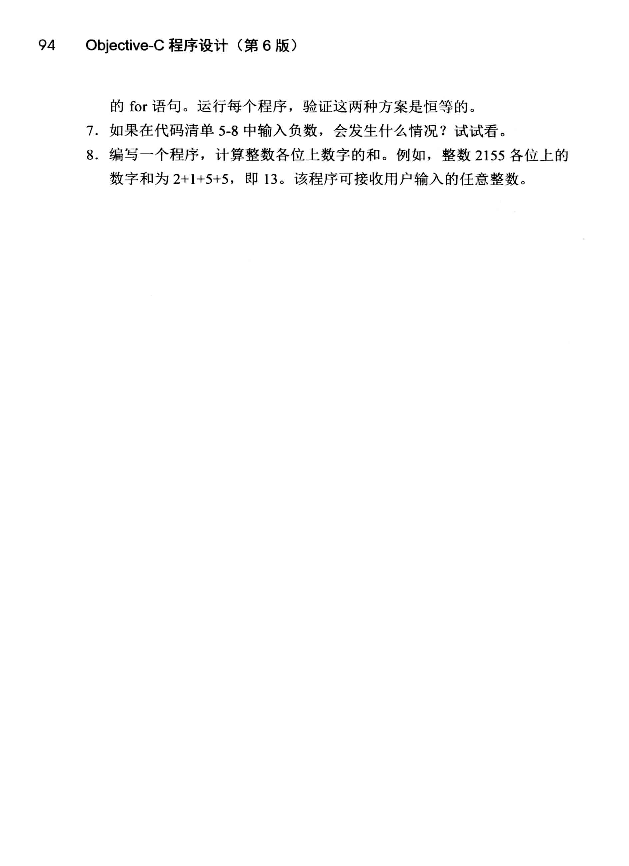 94 Objective-C 程序设计（第 6 版）
的 for 语句。运行每个程序，验证这两种方案是恒等的。
7. 如果在代码清单 5-8 中输入负数，会发生什么情况？试试看。
8. 编写一个程序，计算整数各位上数字的和。例如，整数 2155 各位上的
数字和为 2+1+5+5，即 13。该程序可接收用户输入的任意整数。